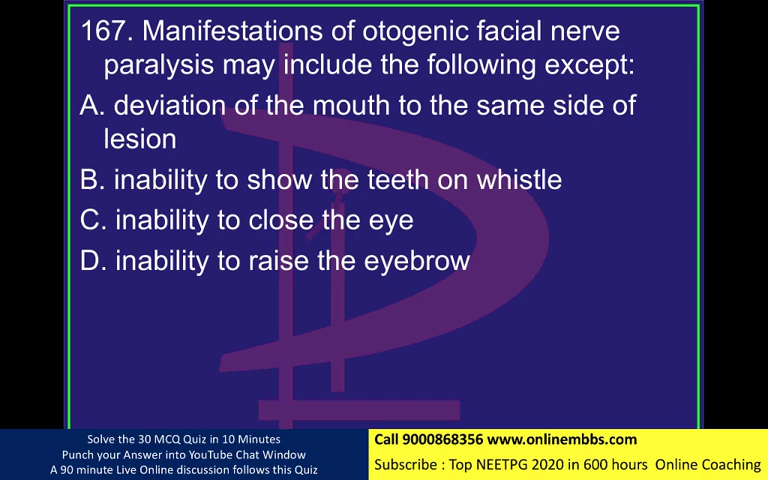 167. Manifestations of otogenic facial nerve
paralysis may include the following except:
A. deviation of the mouth to the same side of
lesion
B. inability to show the teeth on whistle
C. inability to close the eye
D. inability to raise the eyebrow
Solve the 30 MCQ Quiz in 10 Minutes
Punch your Answer into YouTube Chat Window
A 90 minute Live Online discussion follows this Quiz
Call 9000868356 www.onlinembbs.com
Subscribe : Top NEETPG 2020 in 600 hours Online Coaching